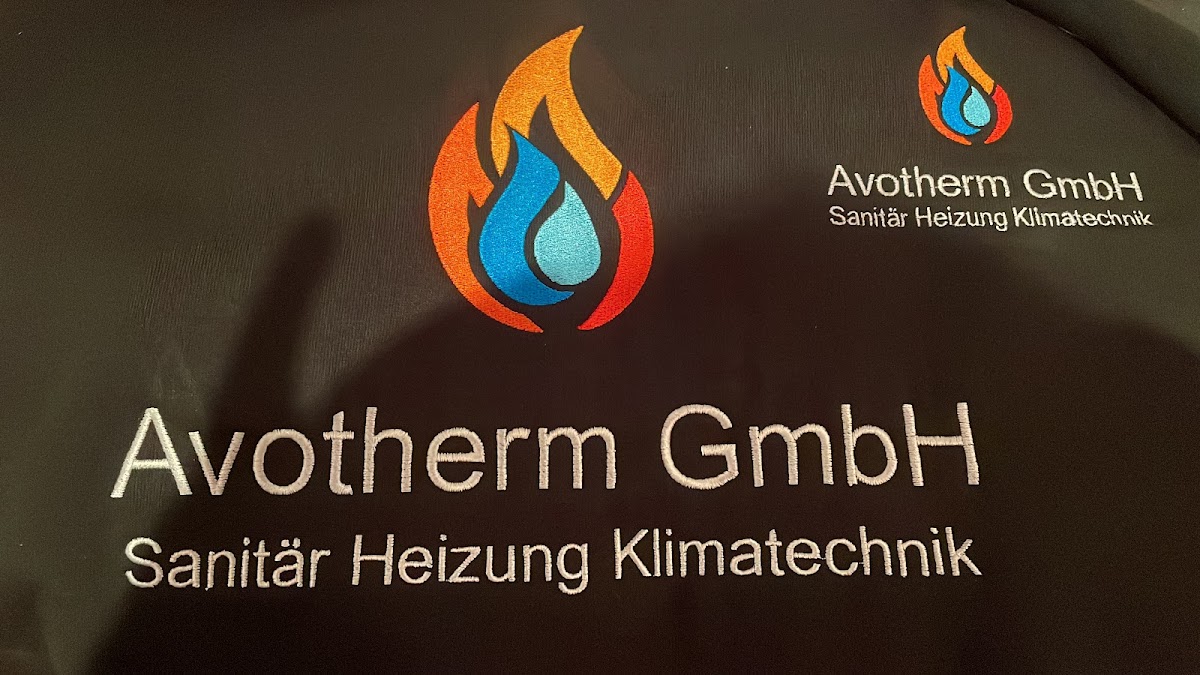 Avotherm GmbH
Sanitär Heizung Klimatechnik
Avotherm GmbH
Sanitär Heizung Klimatechnik